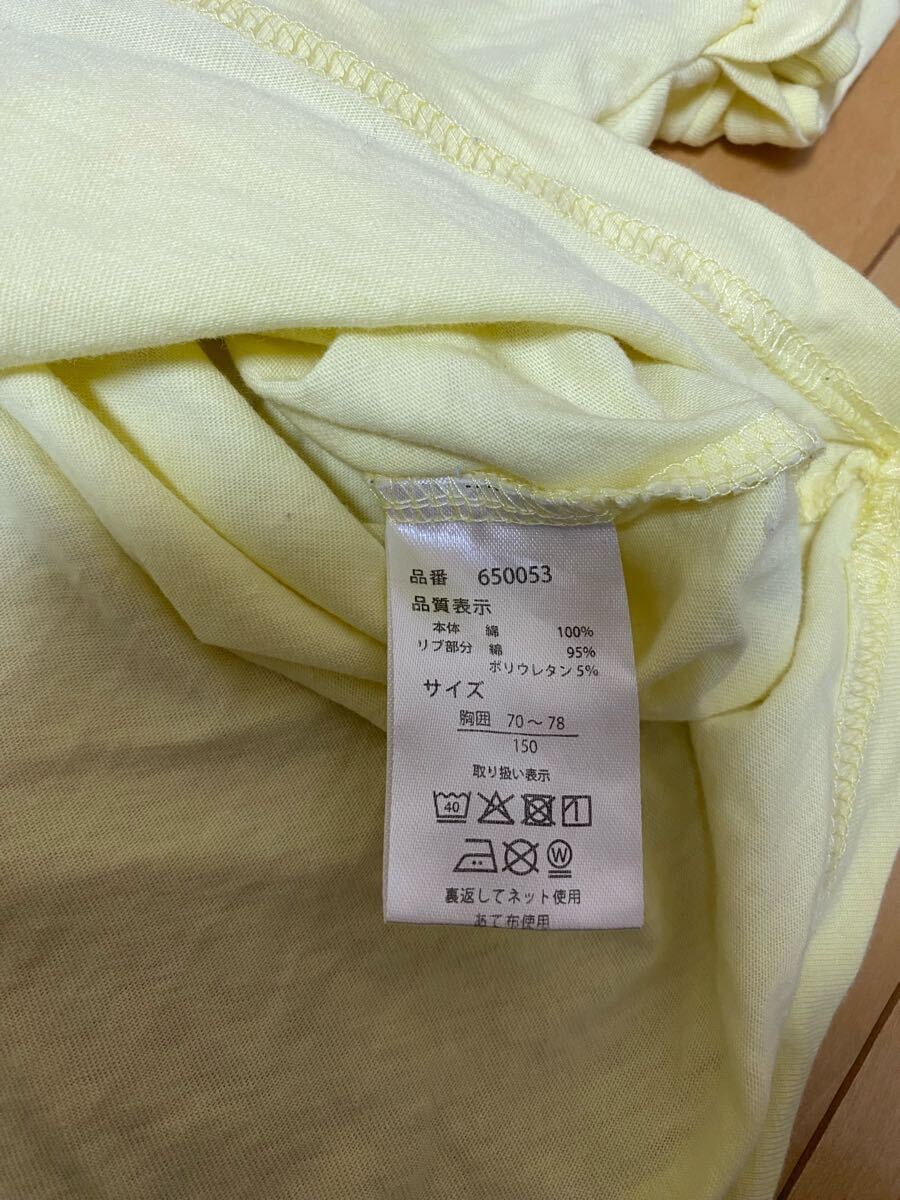 品番 650053
品質表示
本体 綿 100%
リブ部分 綿 95%
ポリウレタン 5%
サイズ
胸囲 70〜78
150
取り扱い表示
40
W
裏返してネット使用
あて布使用